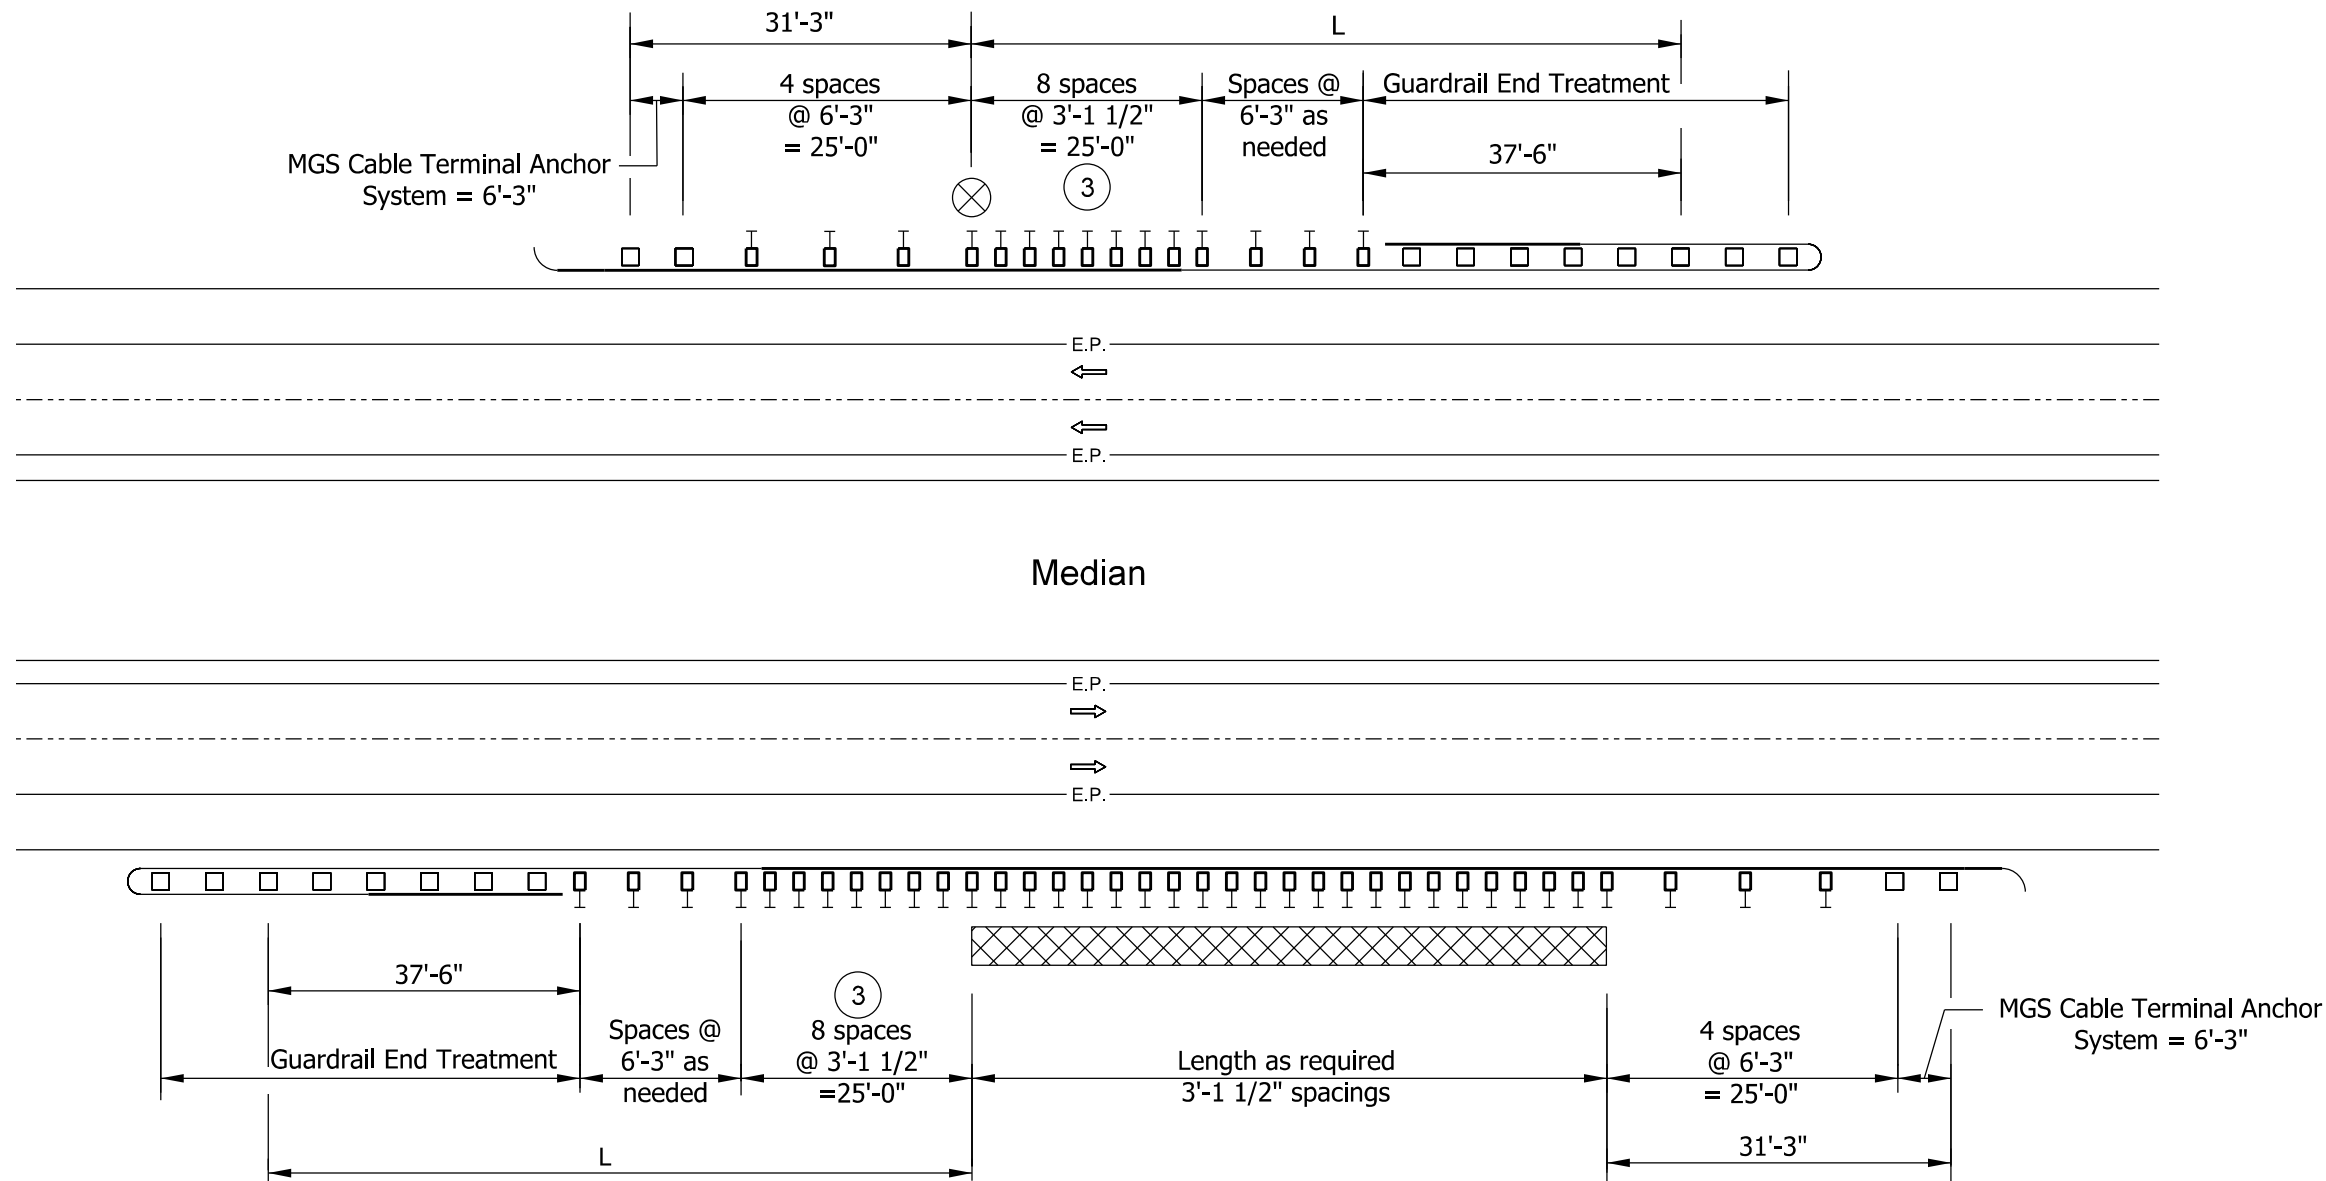 31'-3"
L
4 spaces
@ 6'-3"
= 25'-0"
8 spaces
@ 3'-1 1/2"
= 25'-0"
Spaces @
6'-3" as
needed
Guardrail End Treatment
37'-6"
MGS Cable Terminal Anchor
System = 6'-3"
3
E.P.
E.P.
Median
E.P.
E.P.
37'-6"
3
Guardrail End Treatment
Spaces @
6'-3" as
needed
8 spaces
@ 3'-1 1/2"
=25'-0"
Length as required
3'-1 1/2" spacings
4 spaces
@ 6'-3"
= 25'-0"
MGS Cable Terminal Anchor
System = 6'-3"
L
31'-3"